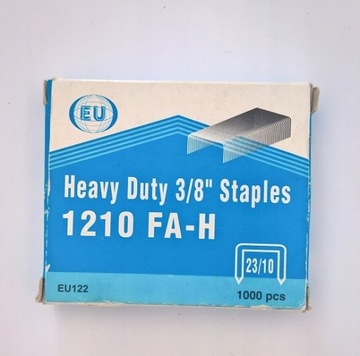 EU
Heavy Duty 3/8" Staples
1210 FA-H
23/10
EU122
1000 pcs